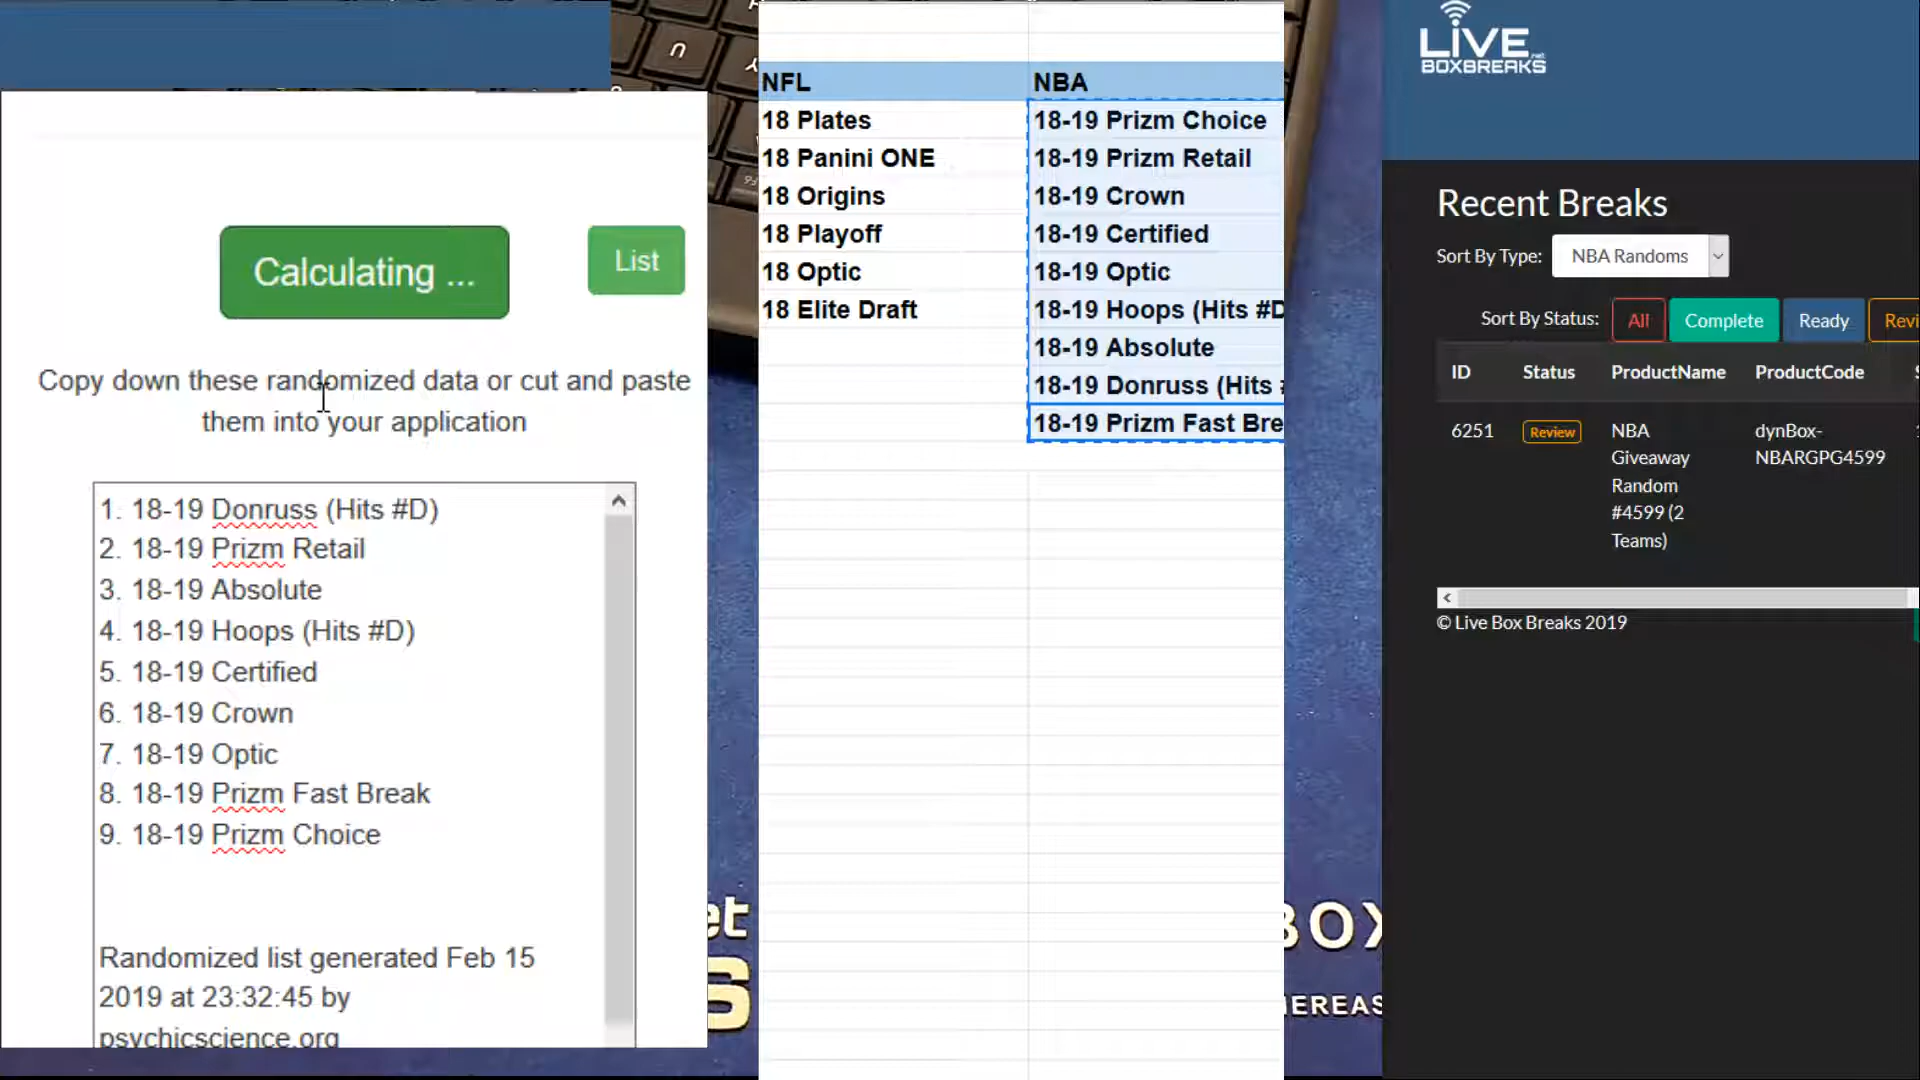 Calculating ...
List
Copy down these randomized data or cut and paste
them into your application
1. 18-19 Donruss (Hits #D)
2. 18-19 Prizm Retail
3. 18-19 Absolute
4. 18-19 Hoops (Hits #D)
5. 18-19 Certified
6. 18-19 Crown
7. 18-19 Optic
8. 18-19 Prizm Fast Break
9. 18-19 Prizm Choice
Randomized list generated Feb 15
2019 at 23:32:45 by
psychicscience.org
NFL
18 Plates
18 Panini ONE
18 Origins
18 Playoff
18 Optic
18 Elite Draft
NBA
18-19 Prizm Choice
18-19 Prizm Retail
18-19 Crown
18-19 Certified
18-19 Optic
18-19 Hoops (Hits #D
18-19 Absolute
18-19 Donruss (Hits
18-19 Prizm Fast Bre
LIVE.net
BOXBREAKS
Recent Breaks
Sort By Type: NBA Randoms
Sort By Status: All Complete Ready Revi
ID Status ProductName ProductCode
6251 Review NBA Giveaway Random #4599 (2 Teams) dynBox-NBARGPG4599
© Live Box Breaks 2019